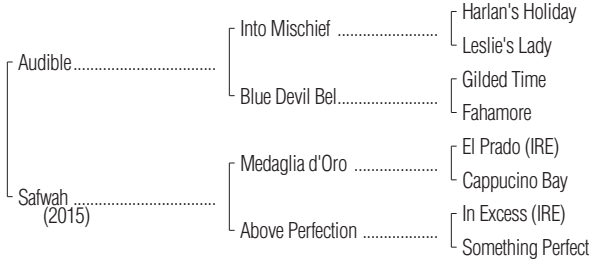 Harlan's Holiday
Into Mischief ......................
Leslie's Lady
Audible................................
Gilded Time
Blue Devil Bel......................
Fahamore
El Prado (IRE)
Medaglia d'Oro ..................
Cappucino Bay
Safwah ................................
(2015)
In Excess (IRE)
Above Perfection .................
Something Perfect